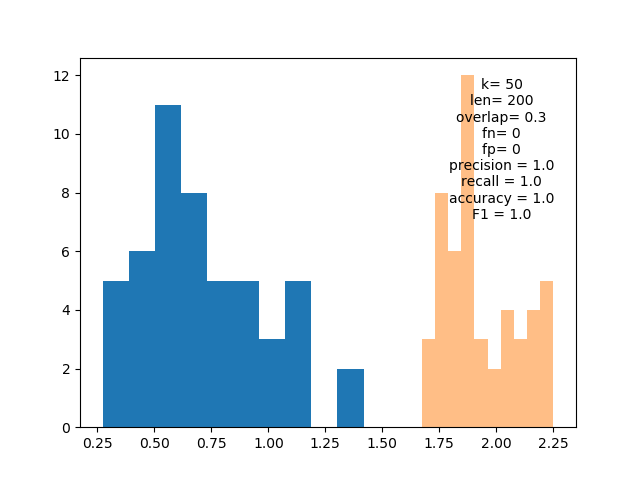 12
10
8
6
4
2
0
k= 50
len= 200
overlap= 0.3
fn= 0
fp= 0
precision = 1.0
recall = 1.0
accuracy = 1.0
F1 = 1.0
0.25 0.50 0.75 1.00 1.25 1.50 1.75 2.00 2.25